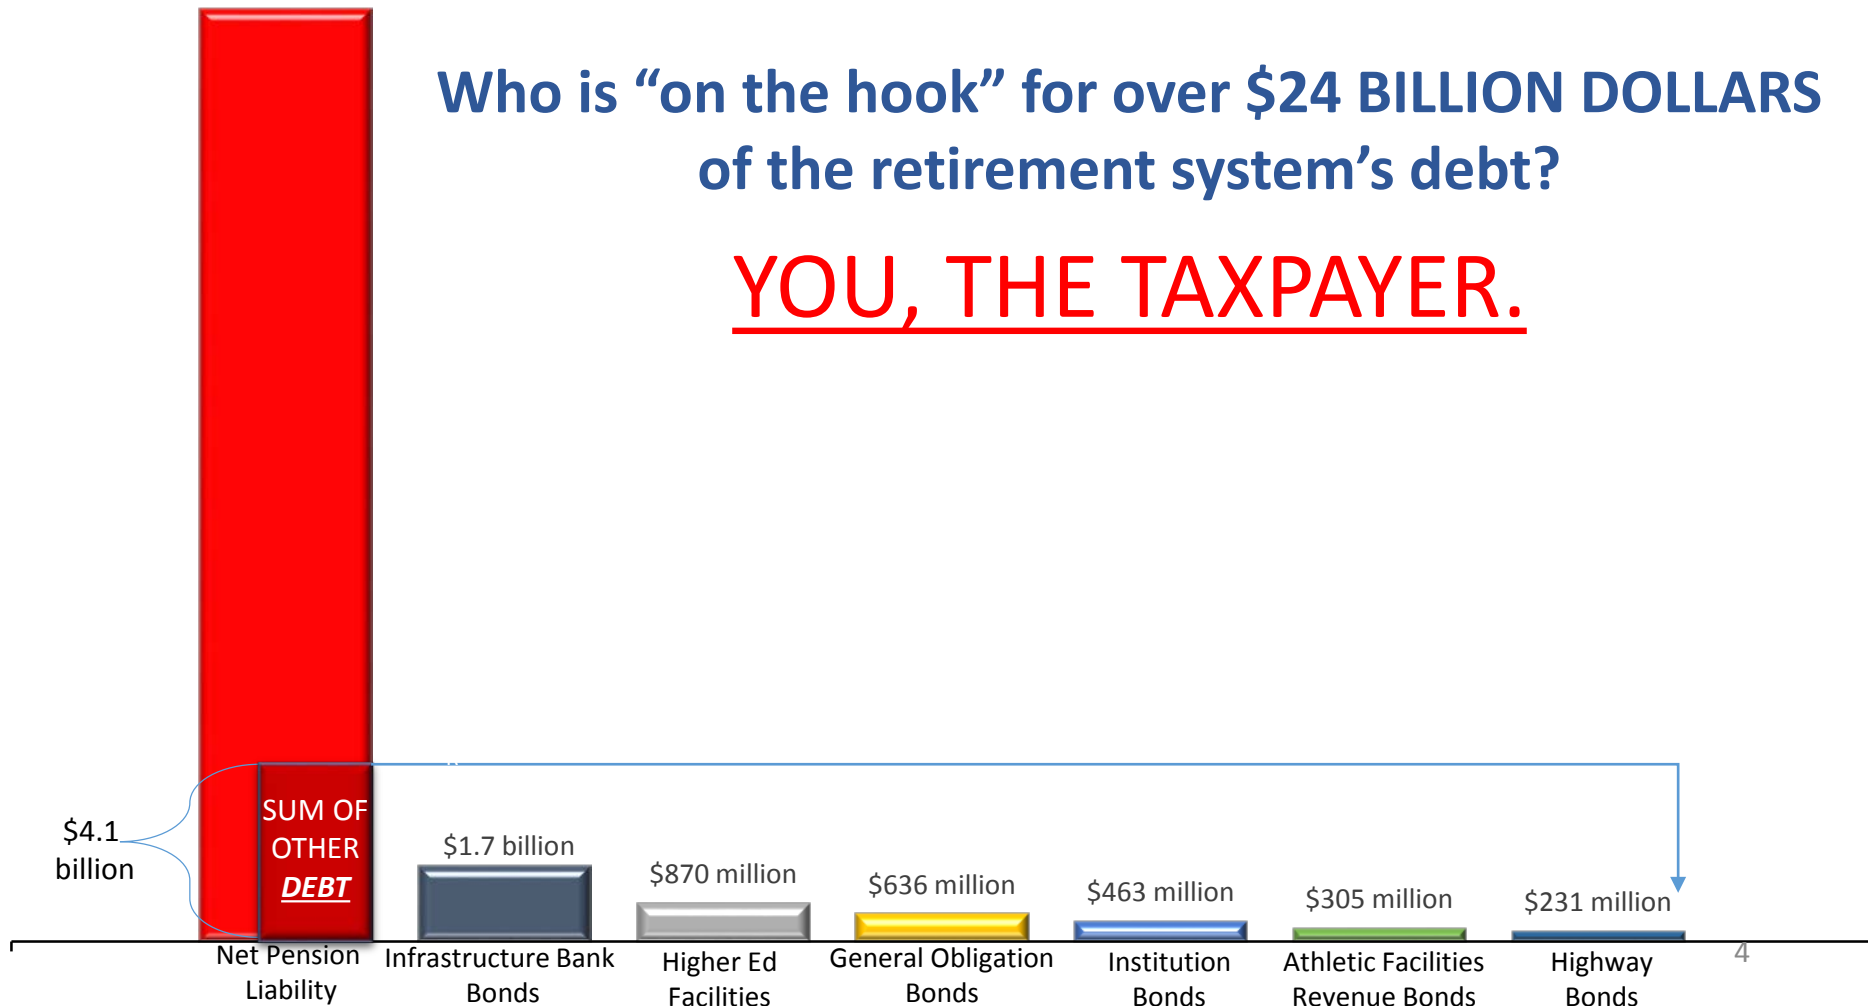 Who is “on the hook” for over $24 BILLION DOLLARS
of the retirement system’s debt?
YOU, THE TAXPAYER.
$4.1
billion
SUM OF
OTHER
DEBT
$1.7 billion
$870 million
$636 million
$463 million
$305 million
$231 million
Net Pension
Liability
Infrastructure Bank
Bonds
Higher Ed
Facilities
General Obligation
Bonds
Institution
Bonds
Athletic Facilities
Revenue Bonds
Highway
Bonds
4